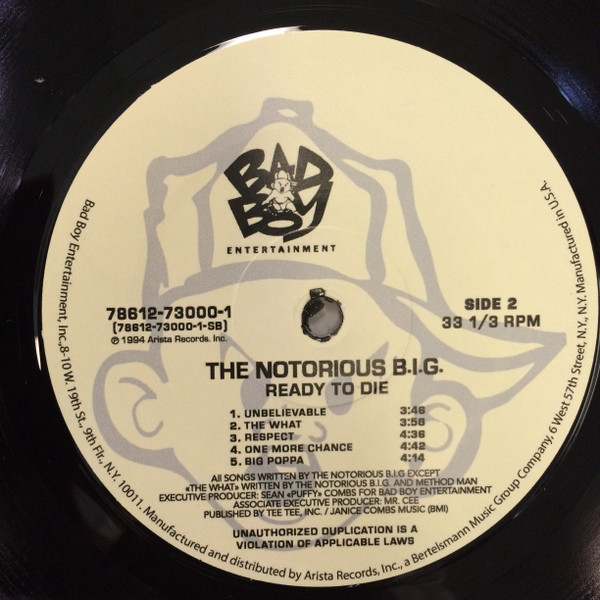 BAD
BOY
ENTERTAINMENT
78612-73000-1
(78612-73000-1-SB)
℗ 1994 Arista Records. Inc.
SIDE 2
33 1/3 RPM
THE NOTORIOUS B.I.G.
READY TO DIE
1. UNBELIEVABLE 3:46
2. THE WHAT 3:58
3. RESPECT 4:36
4. ONE MORE CHANCE 4:42
5. BIG POPPA 4:14
All SONGS WRITTEN BY THE NOTORIOUS B.I.G EXCEPT
«THE WHAT» WRITTEN BY THE NOTORIOUS B.I.G. AND METHOD MAN
EXECUTIVE PRODUCER: SEAN «PUFFY» COMBS FOR BAD BOY ENTERTAINMENT
ASSOCIATE EXECUTIVE PRODUCER: MR. CEE
PUBLISHED BY TEE TEE, INC. / JANICE COMBS MUSIC (BMI)
UNAUTHORIZED DUPLICATION IS A
VIOLATION OF APPLICABLE LAWS
Bad Boy Entertainment, Inc.,8-10 W. 19th St., 9th Flr., N.Y. 10011. Manufactured and distributed by Arista Records, Inc., a Bertelsmann Music Group Company, 6 West 57th Street, N.Y., N.Y. Manufactured in U.S.A.